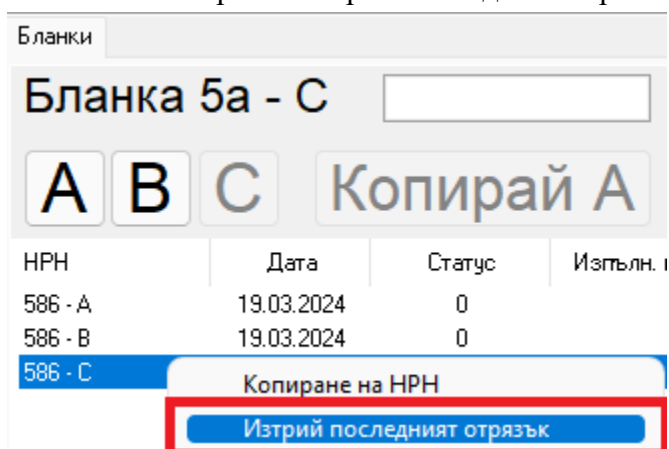 Бланки
Бланка 5а - С
A B C Копирай А
НРН Дата Статус Изпълн.
586 - A 19.03.2024 0
586 - B 19.03.2024 0
586 - C
Копиране на НРН
Изтрий последният отрязък